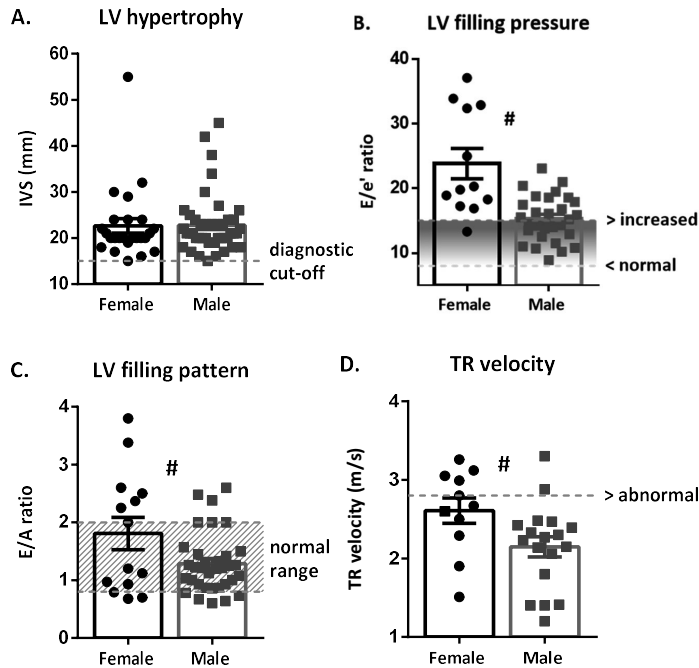 A.
LV hypertrophy
60
50
40
30
20
10
IVS (mm)
diagnostic
cut-off
Female
Male
B.
LV filling pressure
40
30
20
10
E/e' ratio
#
> increased
< normal
Female
Male
C.
LV filling pattern
4
3
2
1
0
E/A ratio
#
normal
range
Female
Male
D.
TR velocity
4
3
2
1
TR velocity (m/s)
#
> abnormal
Female
Male